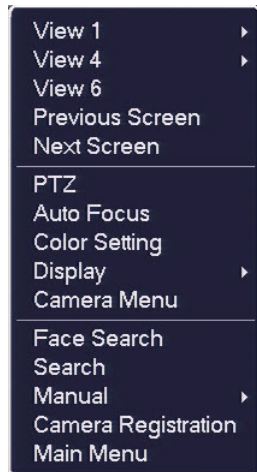 View 1
View 4
View 6
Previous Screen
Next Screen
PTZ
Auto Focus
Color Setting
Display
Camera Menu
Face Search
Search
Manual
Camera Registration
Main Menu